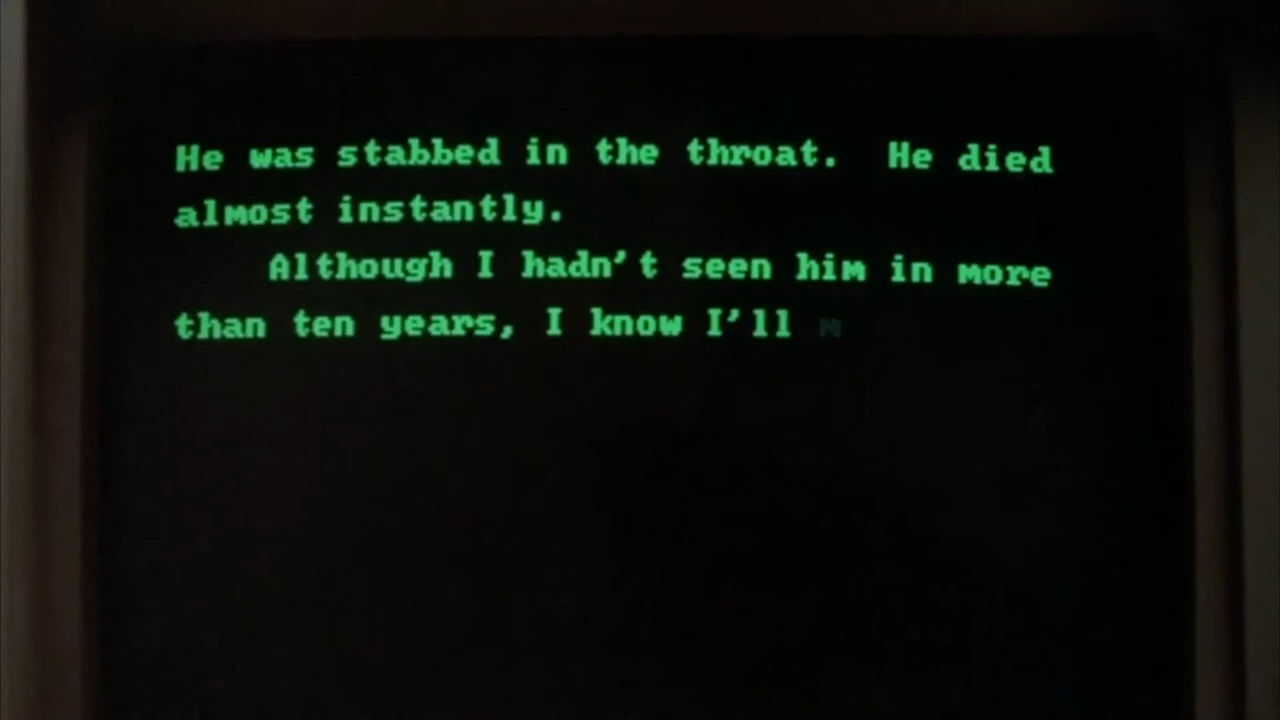 He was stabbed in the throat.  He died
almost instantly.
Although I hadn't seen him in more
than ten years, I know I'll m